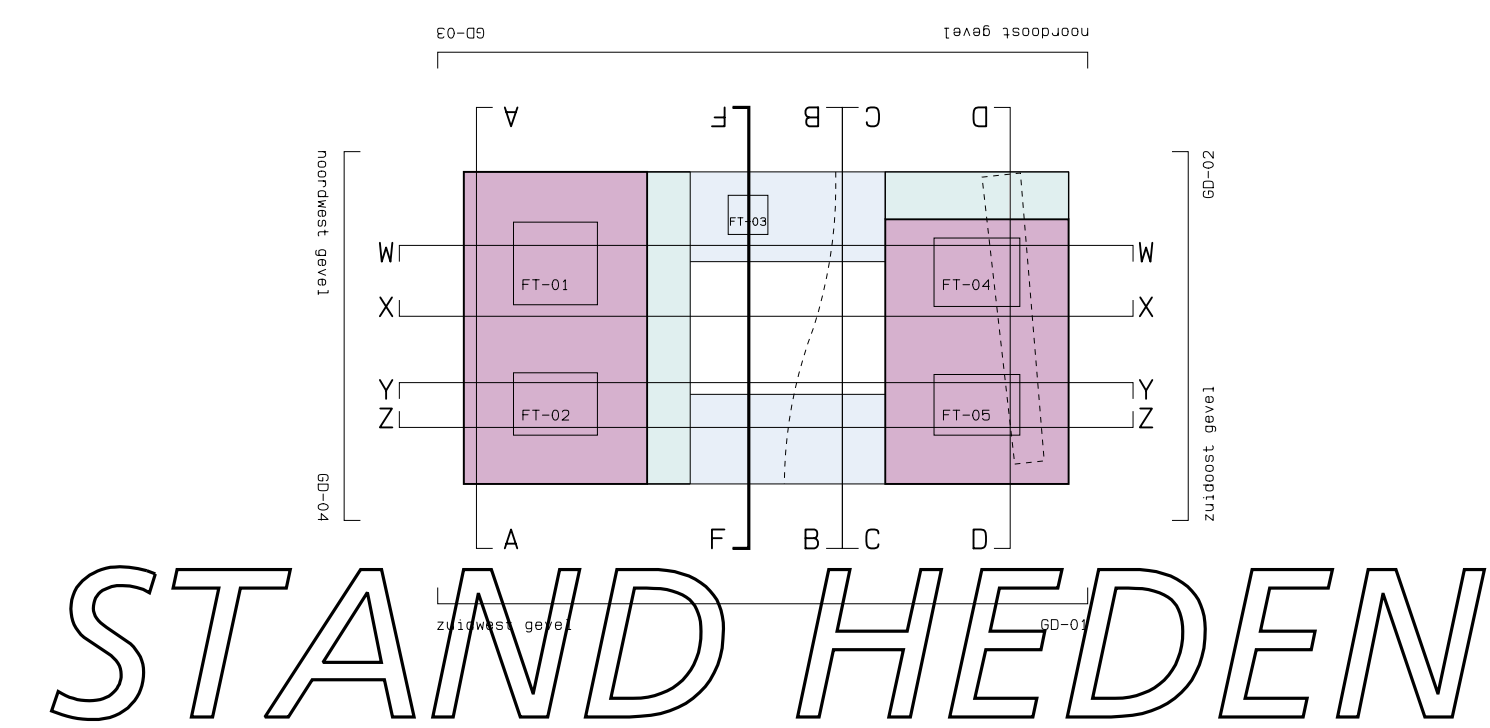 GD-03 noordoost gevel
A F B C D
noordwest gevel
GD-02
FT-03
W W
FT-01 FT-04
X X
Y Y
FT-02 FT-05
Z Z
GD-04
zuidoost gevel
A F B C D
zuidwest gevel GD-01
STAND HEDEN